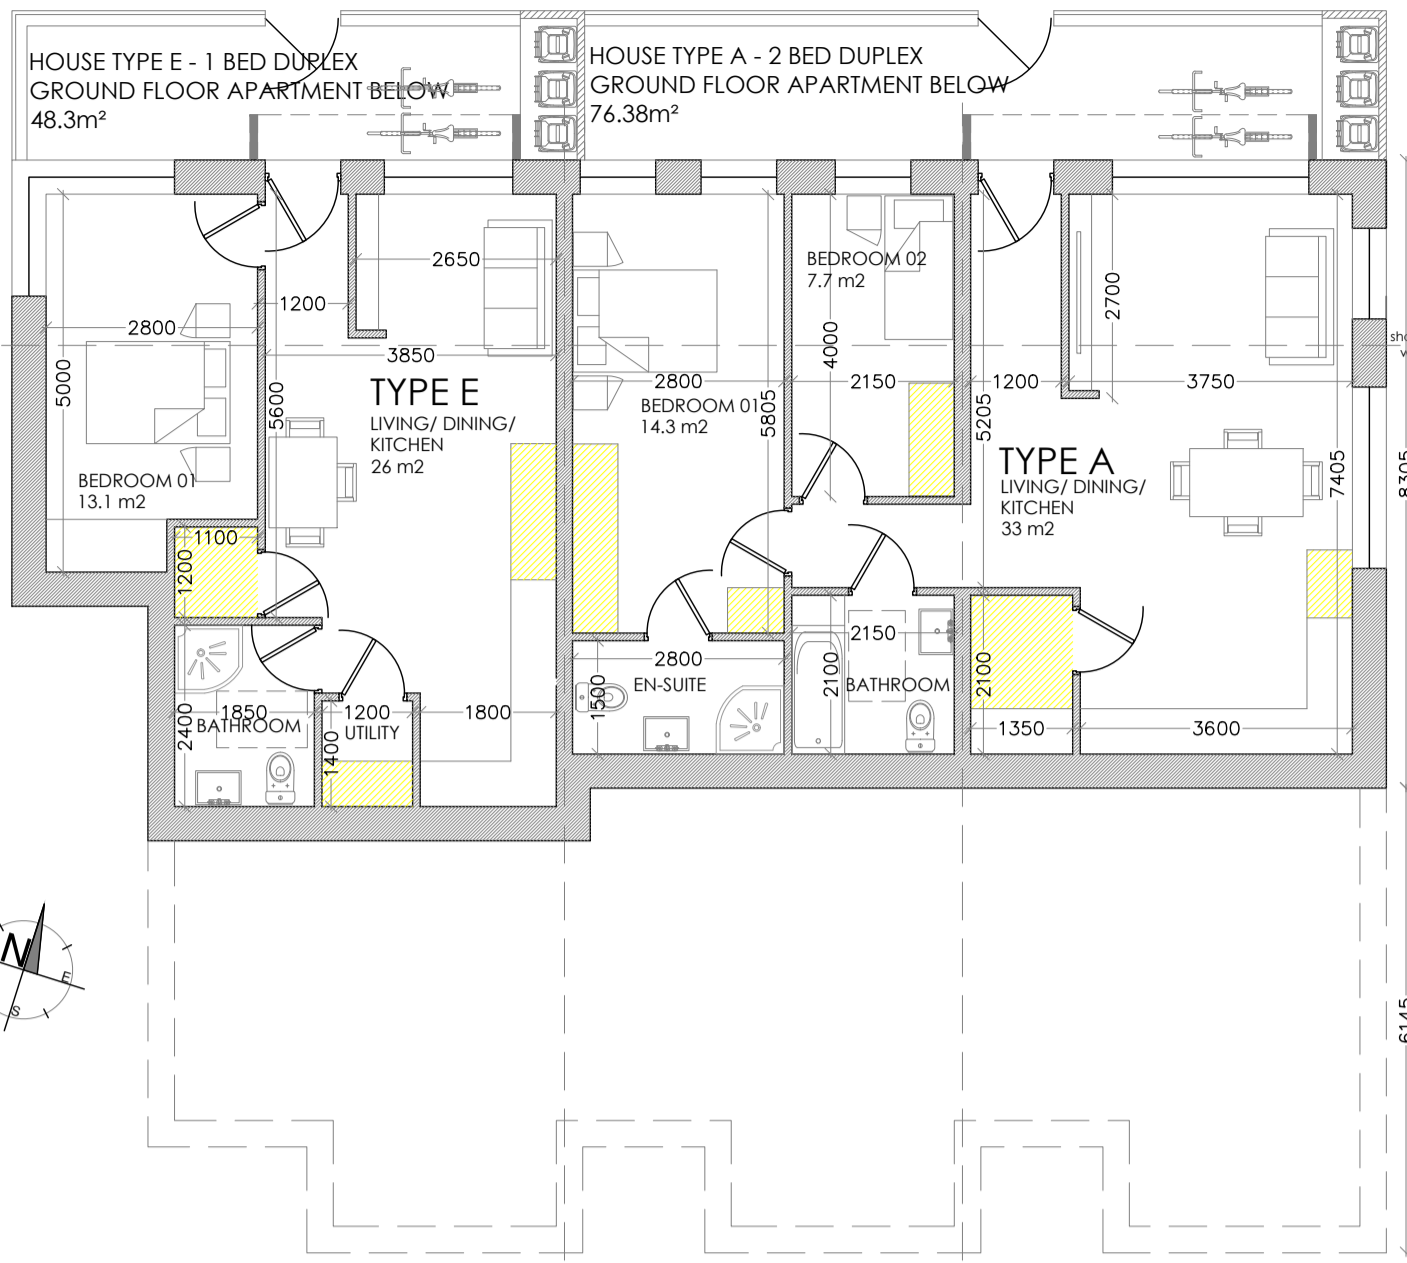 HOUSE TYPE E - 1 BED DUPLEX
GROUND FLOOR APARTMENT BELOW
48.3m²
HOUSE TYPE A - 2 BED DUPLEX
GROUND FLOOR APARTMENT BELOW
76.38m²
2650
1200
2800
3850
5000
5600
TYPE E
LIVING/ DINING/
KITCHEN
26 m2
BEDROOM 01
13.1 m2
1100
1200
2400
1850
BATHROOM
1200
UTILITY
1400
1800
2800
BEDROOM 01
14.3 m2
5805
BEDROOM 02
7.7 m2
4000
2150
1200
5205
2700
3750
TYPE A
LIVING/ DINING/
KITCHEN
33 m2
7405
8305
2800
EN-SUITE
1500
2150
2100
BATHROOM
2100
1350
3600
N
E
S
6145